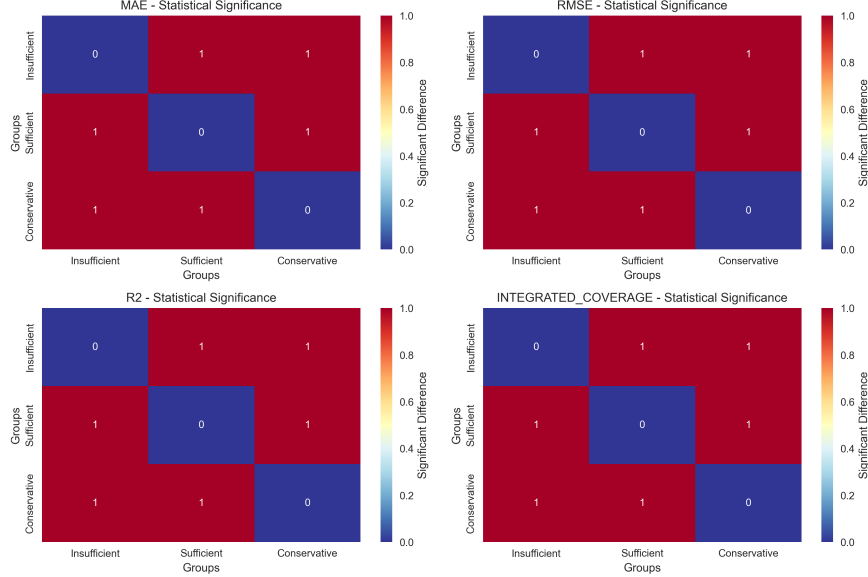 MAE - Statistical Significance
Insufficient
Sufficient
Conservative
Groups
0 1 1
1 0 1
1 1 0
Insufficient Sufficient Conservative
Groups
1.0
0.8
0.6
0.4
0.2
0.0
Significant Difference
RMSE - Statistical Significance
Insufficient
Sufficient
Conservative
Groups
0 1 1
1 0 1
1 1 0
Insufficient Sufficient Conservative
Groups
1.0
0.8
0.6
0.4
0.2
0.0
Significant Difference
R2 - Statistical Significance
Insufficient
Sufficient
Conservative
Groups
0 1 1
1 0 1
1 1 0
Insufficient Sufficient Conservative
Groups
1.0
0.8
0.6
0.4
0.2
0.0
Significant Difference
INTEGRATED_COVERAGE - Statistical Significance
Insufficient
Sufficient
Conservative
Groups
0 1 1
1 0 1
1 1 0
Insufficient Sufficient Conservative
Groups
1.0
0.8
0.6
0.4
0.2
0.0
Significant Difference